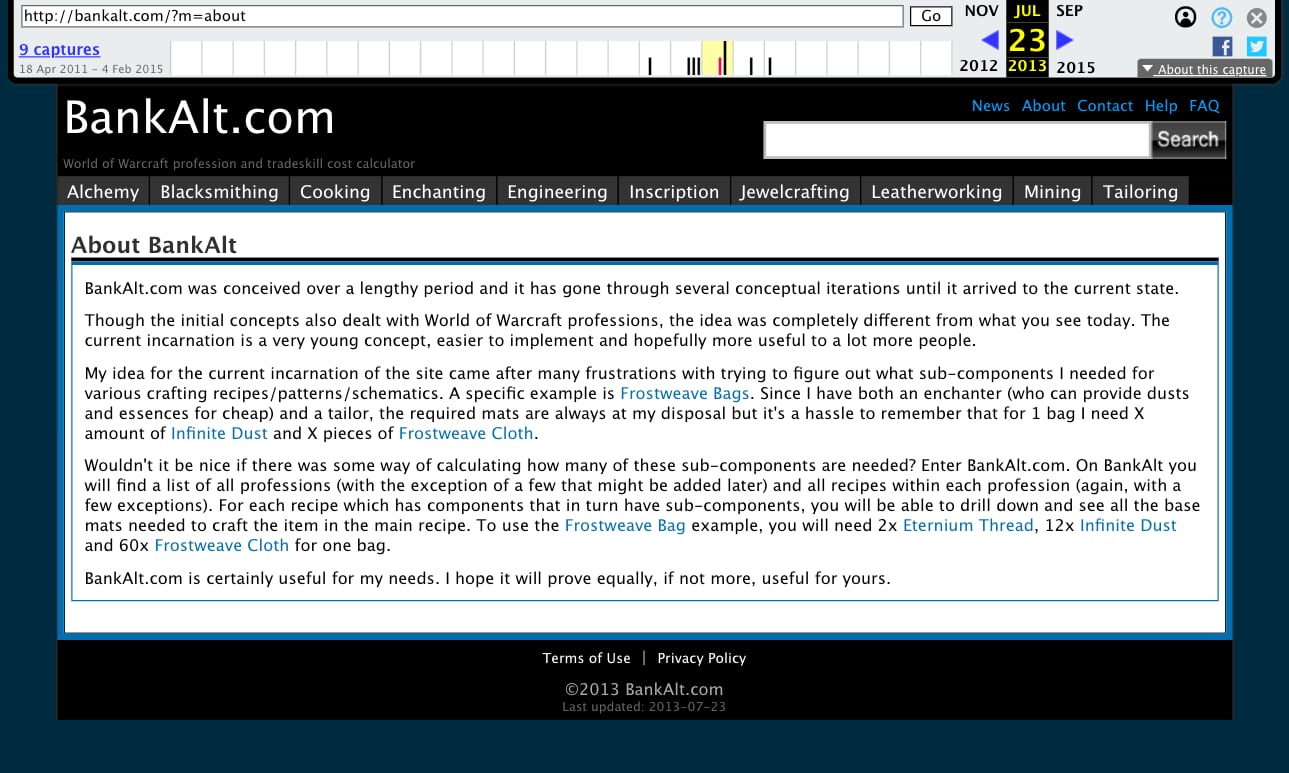 http://bankalt.com/?m=about
Go
NOV JUL SEP
23
2012 2013 2015
9 captures
18 Apr 2011 - 4 Feb 2015
f
▼ About this capture
BankAlt.com
World of Warcraft profession and tradeskill cost calculator
News About Contact Help FAQ
Search
Alchemy Blacksmithing Cooking Enchanting Engineering Inscription Jewelcrafting Leatherworking Mining Tailoring
About BankAlt
BankAlt.com was conceived over a lengthy period and it has gone through several conceptual iterations until it arrived to the current state.
Though the initial concepts also dealt with World of Warcraft professions, the idea was completely different from what you see today. The
current incarnation is a very young concept, easier to implement and hopefully more useful to a lot more people.
My idea for the current incarnation of the site came after many frustrations with trying to figure out what sub-components I needed for
various crafting recipes/patterns/schematics. A specific example is Frostweave Bags. Since I have both an enchanter (who can provide dusts
and essences for cheap) and a tailor, the required mats are always at my disposal but it's a hassle to remember that for 1 bag I need X
amount of Infinite Dust and X pieces of Frostweave Cloth.
Wouldn't it be nice if there was some way of calculating how many of these sub-components are needed? Enter BankAlt.com. On BankAlt you
will find a list of all professions (with the exception of a few that might be added later) and all recipes within each profession (again, with a
few exceptions). For each recipe which has components that in turn have sub-components, you will be able to drill down and see all the base
mats needed to craft the item in the main recipe. To use the Frostweave Bag example, you will need 2x Eternium Thread, 12x Infinite Dust
and 60x Frostweave Cloth for one bag.
BankAlt.com is certainly useful for my needs. I hope it will prove equally, if not more, useful for yours.
Terms of Use | Privacy Policy
©2013 BankAlt.com
Last updated: 2013-07-23